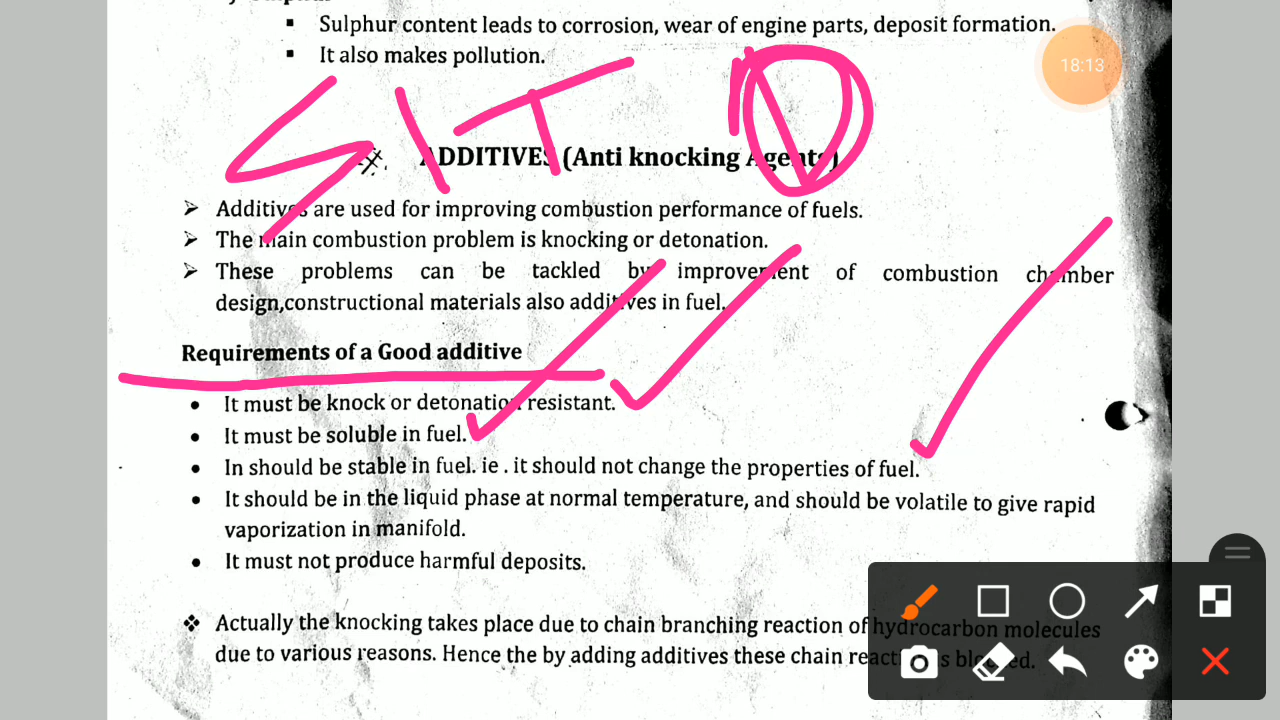 Sulphur content leads to corrosion, wear of engine parts, deposit formation.
It also makes pollution.
18:13
SIT
ADDITIVES (Anti knocking Agents)
Additives are used for improving combustion performance of fuels.
The main combustion problem is knocking or detonation.
These problems can be tackled by improvement of combustion chamber
design,constructional materials also additives in fuel.
Requirements of a Good additive
It must be knock or detonation resistant.
It must be soluble in fuel.
In should be stable in fuel. ie . it should not change the properties of fuel.
It should be in the liquid phase at normal temperature, and should be volatile to give rapid
vaporization in manifold.
It must not produce harmful deposits.
Actually the knocking takes place due to chain branching reaction of hydrocarbon molecules
due to various reasons. Hence the by adding additives these chain reaction is blocked.